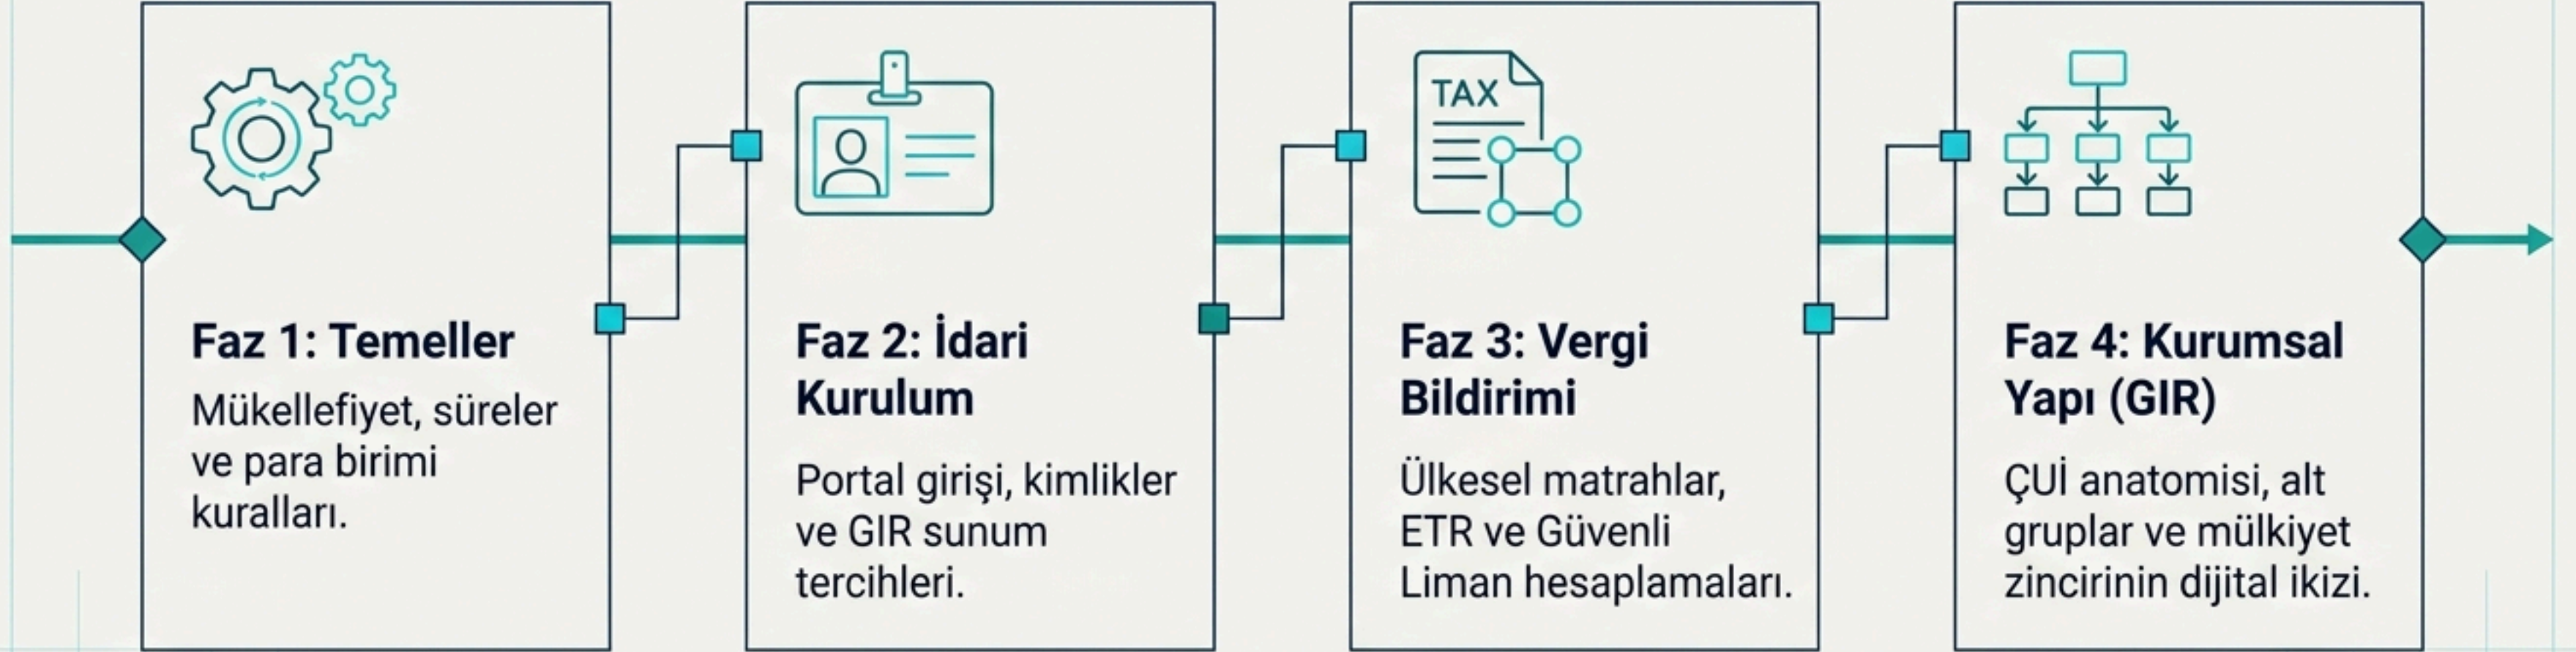 Faz 1: Temeller
Mükellefiyet, süreler
ve para birimi
kuralları.
Faz 2: İdari
Kurulum
Portal girişi, kimlikler
ve GIR sunum
tercihleri.
TAX
Faz 3: Vergi
Bildirimi
Ülkesel matrahlar,
ETR ve Güvenli
Liman hesaplamaları.
Faz 4: Kurumsal
Yapı (GIR)
ÇUİ anatomisi, alt
gruplar ve mülkiyet
zincirinin dijital ikizi.